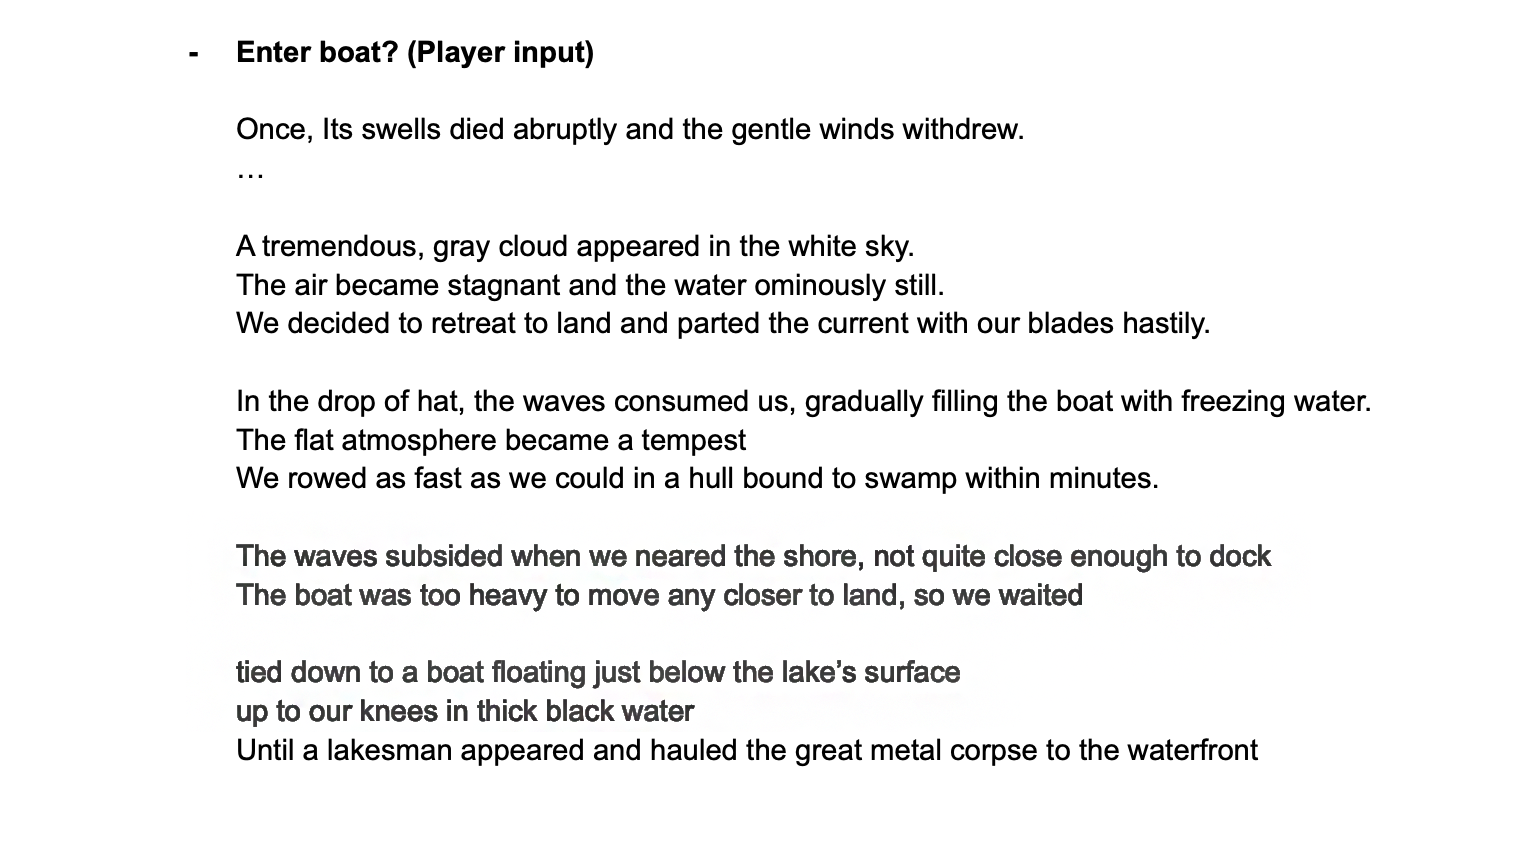 - Enter boat? (Player input)
Once, Its swells died abruptly and the gentle winds withdrew.
…
A tremendous, gray cloud appeared in the white sky.
The air became stagnant and the water ominously still.
We decided to retreat to land and parted the current with our blades hastily.
In the drop of hat, the waves consumed us, gradually filling the boat with freezing water.
The flat atmosphere became a tempest
We rowed as fast as we could in a hull bound to swamp within minutes.
The waves subsided when we neared the shore, not quite close enough to dock
The boat was too heavy to move any closer to land, so we waited
tied down to a boat floating just below the lake’s surface
up to our knees in thick black water
Until a lakesman appeared and hauled the great metal corpse to the waterfront